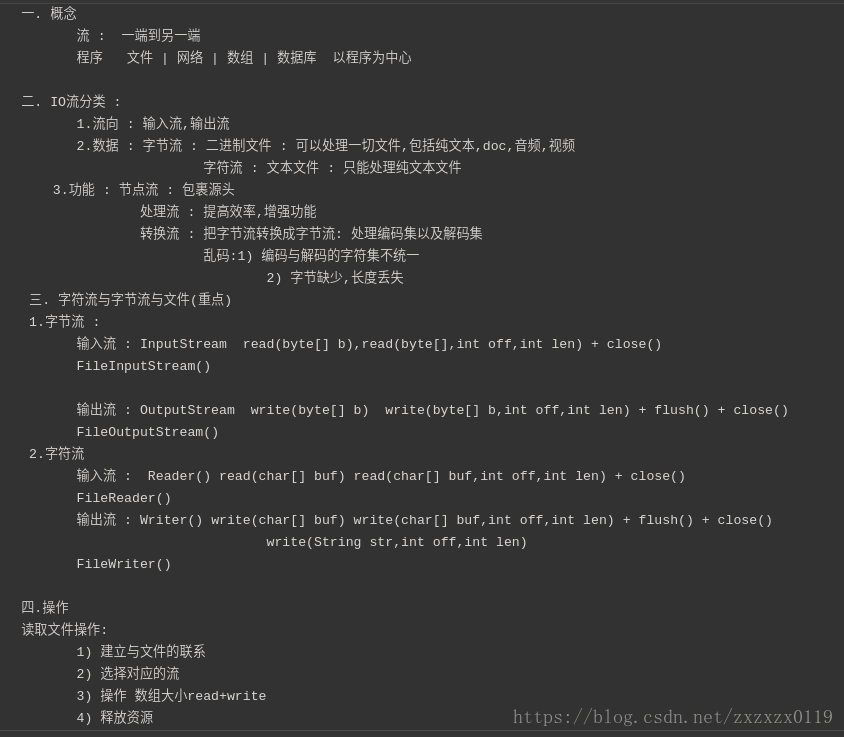 一. 概念
流 :  一端到另一端
程序   文件 | 网络 | 数组 | 数据库  以程序为中心
二. IO流分类 :
1.流向 : 输入流,输出流
2.数据 : 字节流 : 二进制文件 : 可以处理一切文件,包括纯文本,doc,音频,视频
字符流 : 文本文件 : 只能处理纯文本文件
3.功能 : 节点流 : 包裹源头
处理流 : 提高效率,增强功能
转换流 : 把字节流转换成字节流: 处理编码集以及解码集
乱码:1) 编码与解码的字符集不统一
2) 字节缺少,长度丢失
三. 字符流与字节流与文件(重点)
1.字节流 :
输入流 : InputStream  read(byte[] b),read(byte[],int off,int len) + close()
FileInputStream()
输出流 : OutputStream  write(byte[] b)  write(byte[] b,int off,int len) + flush() + close()
FileOutputStream()
2.字符流
输入流 :  Reader() read(char[] buf) read(char[] buf,int off,int len) + close()
FileReader()
输出流 : Writer() write(char[] buf) write(char[] buf,int off,int len) + flush() + close()
write(String str,int off,int len)
FileWriter()
四.操作
读取文件操作:
1) 建立与文件的联系
2) 选择对应的流
3) 操作 数组大小read+write
4) 释放资源
https://blog.csdn.net/zxzxzx0119